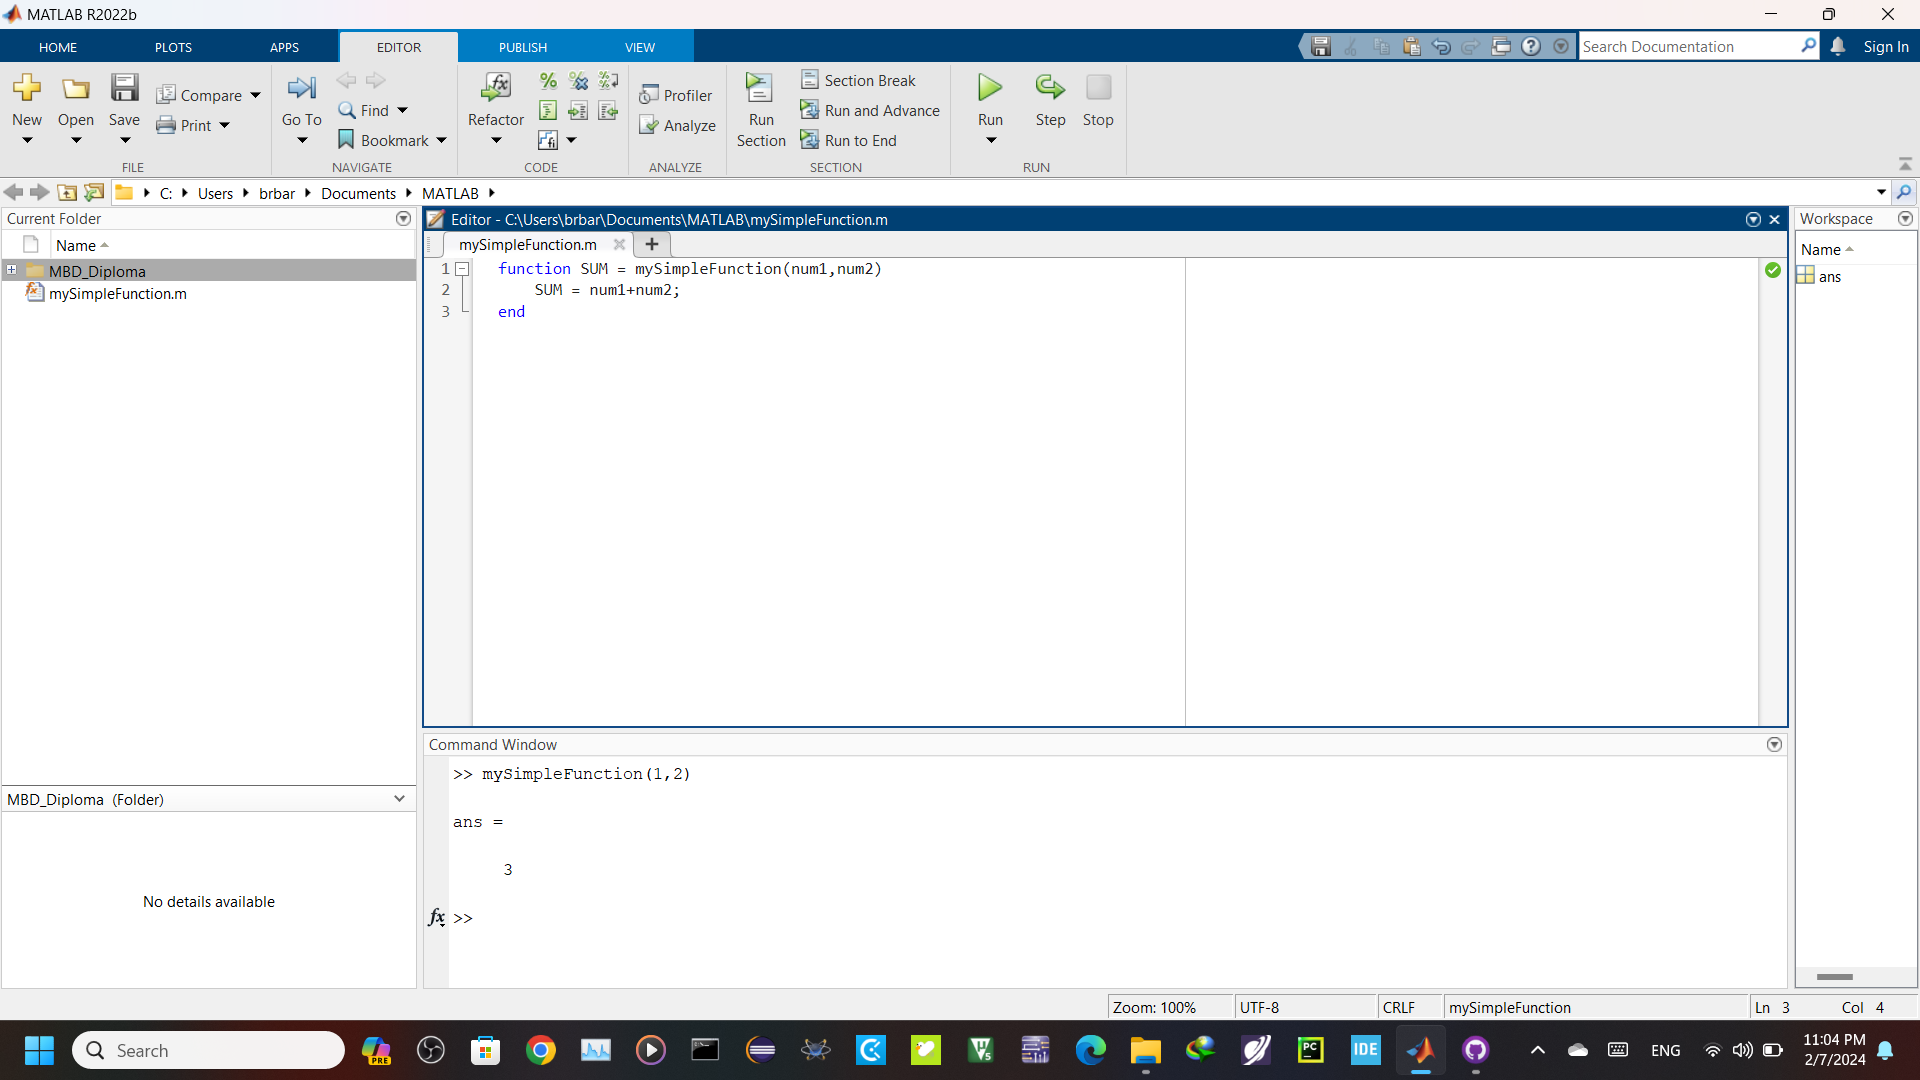 MATLAB R2022b
HOME PLOTS APPS EDITOR PUBLISH VIEW
Search Documentation
Sign In
New Open Save
Compare
Print
FILE
Go To
Find
Bookmark
NAVIGATE
Refactor
CODE
Profiler
Analyze
ANALYZE
Run Section
Section Break
Run and Advance
Run to End
SECTION
Run Step Stop
RUN
C: Users brbar Documents MATLAB
Current Folder
Name
MBD_Diploma
mySimpleFunction.m
MBD_Diploma (Folder)
No details available
Editor - C:\Users\brbar\Documents\MATLAB\mySimpleFunction.m
mySimpleFunction.m
1 function SUM = mySimpleFunction(num1,num2)
2 SUM = num1+num2;
3 end
Command Window
>> mySimpleFunction(1,2)
ans =
3
fx >>
Workspace
Name
ans
Zoom: 100% UTF-8 CRLF mySimpleFunction Ln 3 Col 4
Search
PRE
PC
IDE
ENG
11:04 PM
2/7/2024